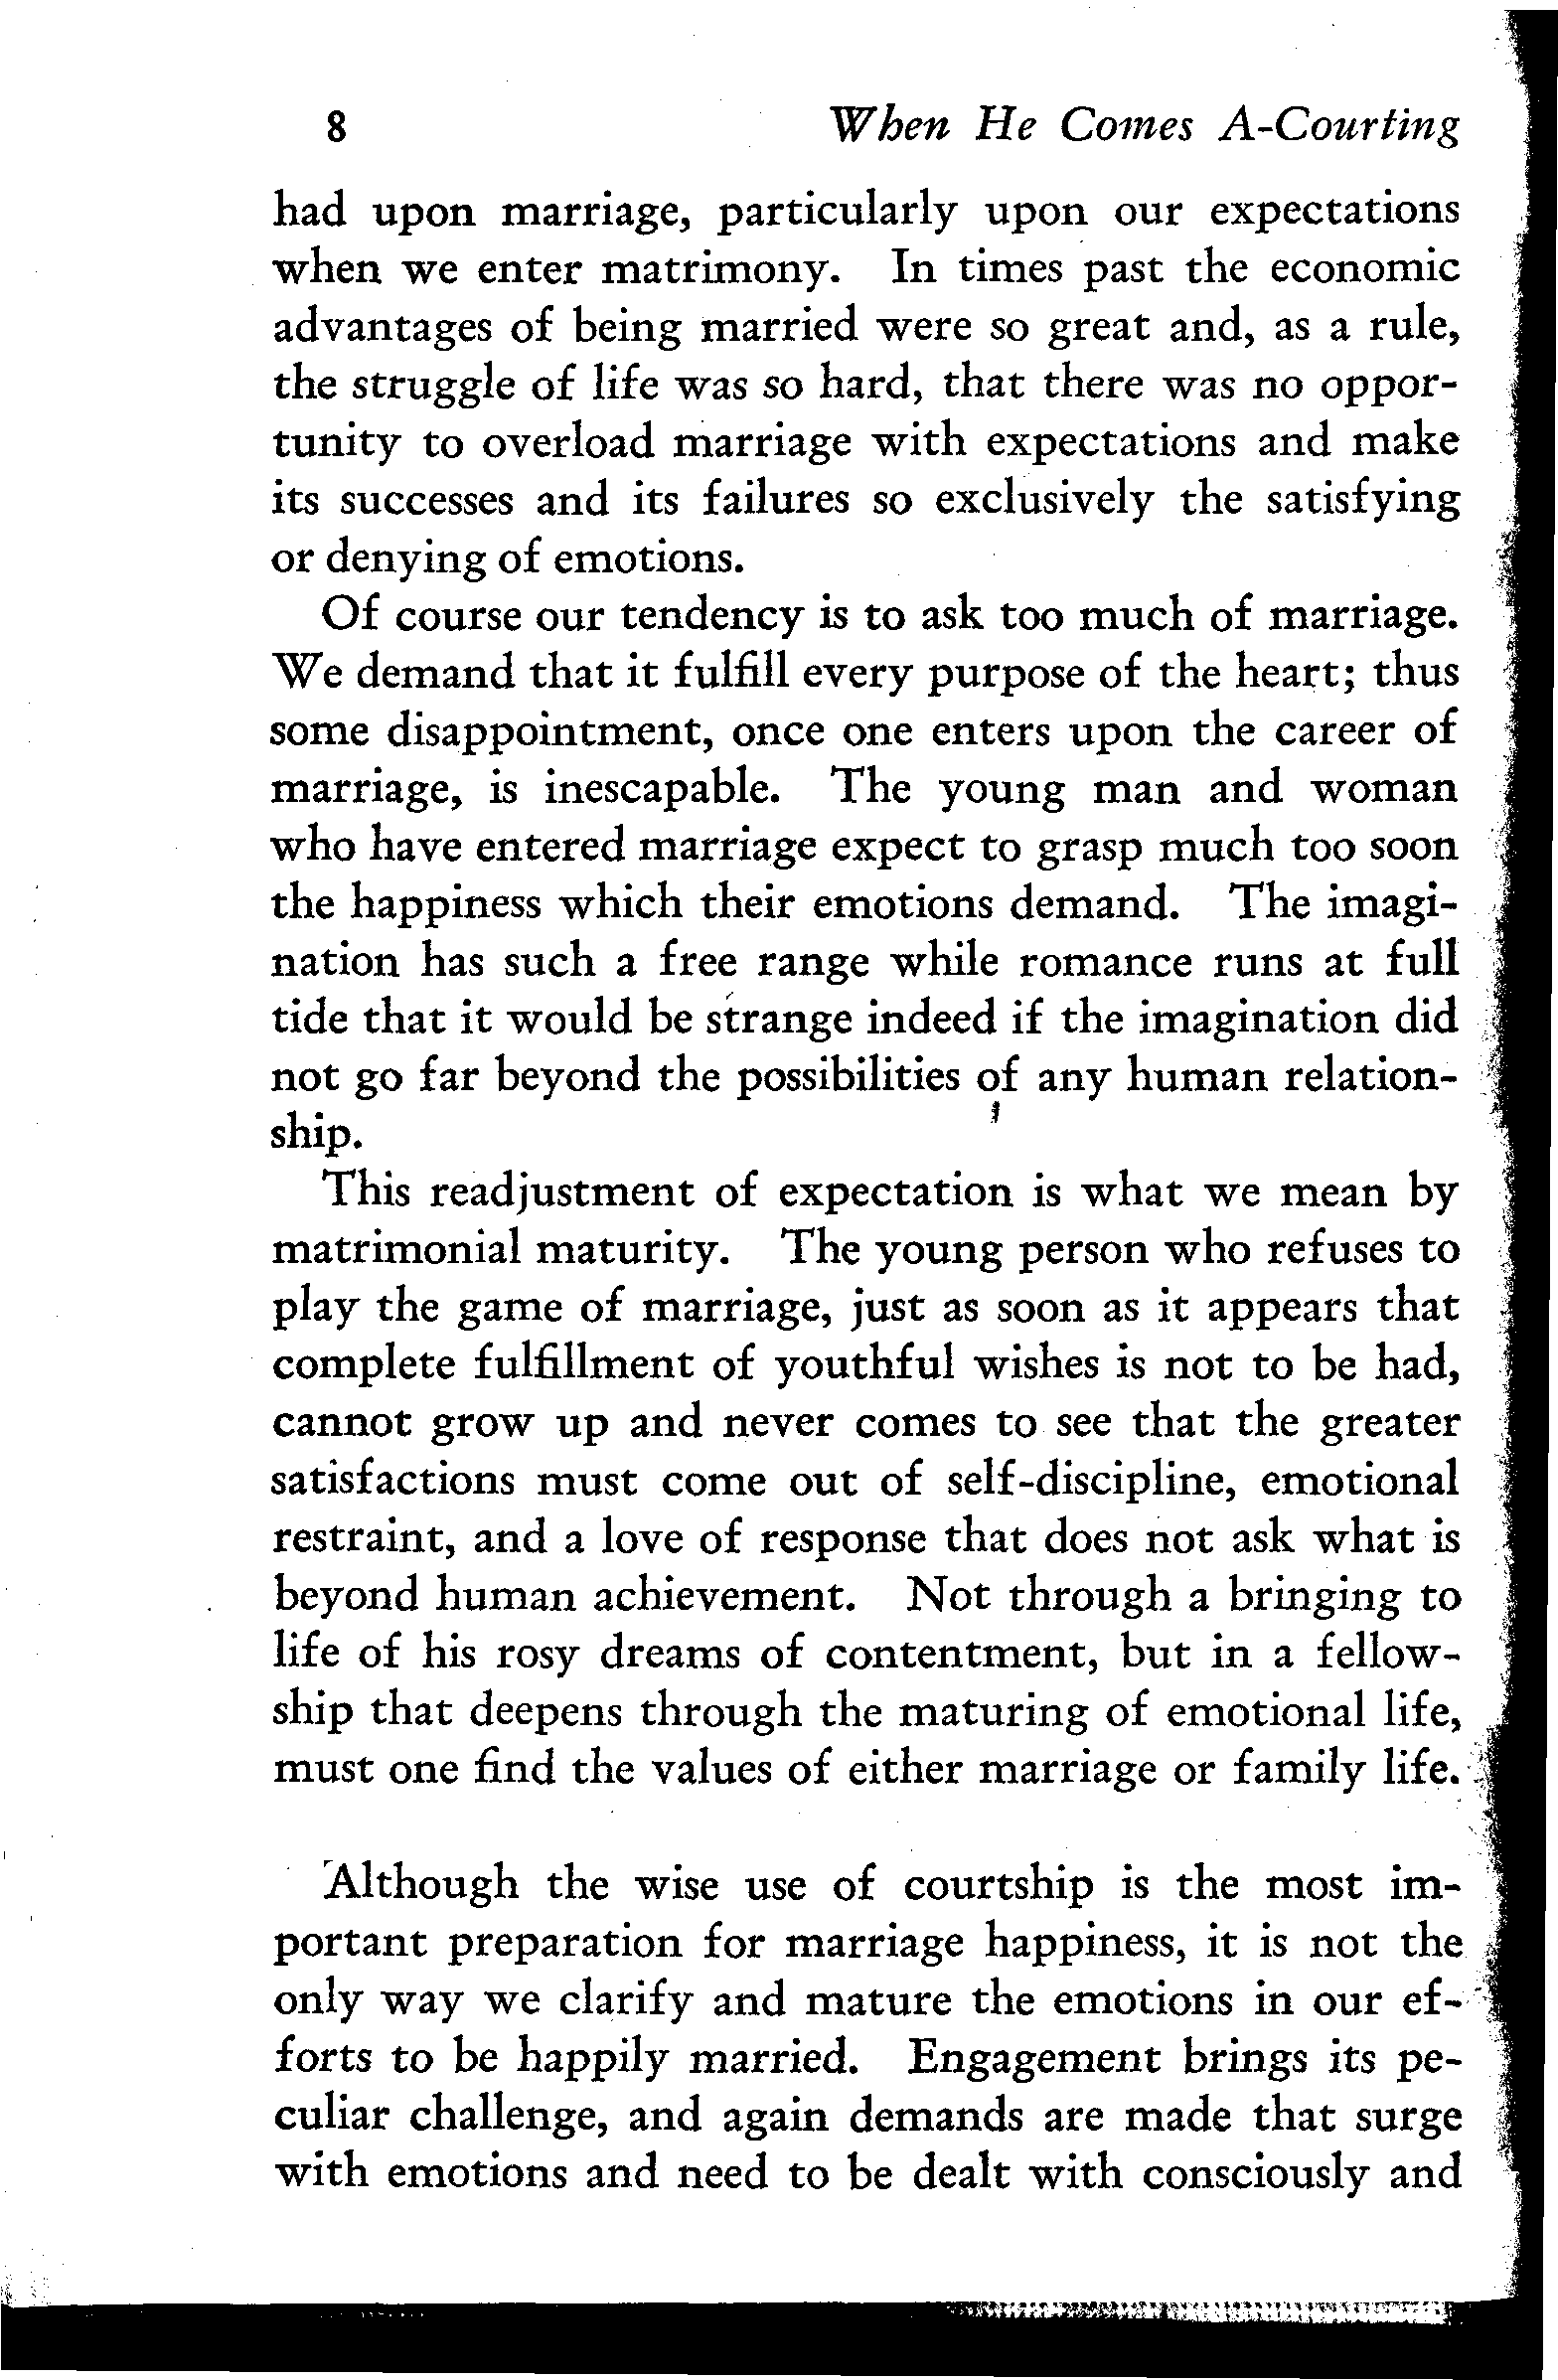 8 When He Comes A-Courting
had upon marriage, particularly upon our expectations
when we enter matrimony. In times past the economic
advantages of being married were so great and, as a rule,
the struggle of life was so hard, that there was no oppor-
tunity to overload marriage with expectations and make
its successes and its failures so exclusively the satisfying
or denying of emotions.
Of course our tendency is to ask too much of marriage.
We demand that it fulfill every purpose of the heart; thus
some disappointment, once one enters upon the career of
marriage, is inescapable. The young man and woman
who have entered marriage expect to grasp much too soon
the happiness which their emotions demand. The imagi-
nation has such a free range while romance runs at full
tide that it would be strange indeed if the imagination did
not go far beyond the possibilities of any human relation-
ship.
This readjustment of expectation is what we mean by
matrimonial maturity. The young person who refuses to
play the game of marriage, just as soon as it appears that
complete fulfillment of youthful wishes is not to be had,
cannot grow up and never comes to see that the greater
satisfactions must come out of self-discipline, emotional
restraint, and a love of response that does not ask what is
beyond human achievement. Not through a bringing to
life of his rosy dreams of contentment, but in a fellow-
ship that deepens through the maturing of emotional life,
must one find the values of either marriage or family life.
Although the wise use of courtship is the most im-
portant preparation for marriage happiness, it is not the
only way we clarify and mature the emotions in our ef-
forts to be happily married. Engagement brings its pe-
culiar challenge, and again demands are made that surge
with emotions and need to be dealt with consciously and